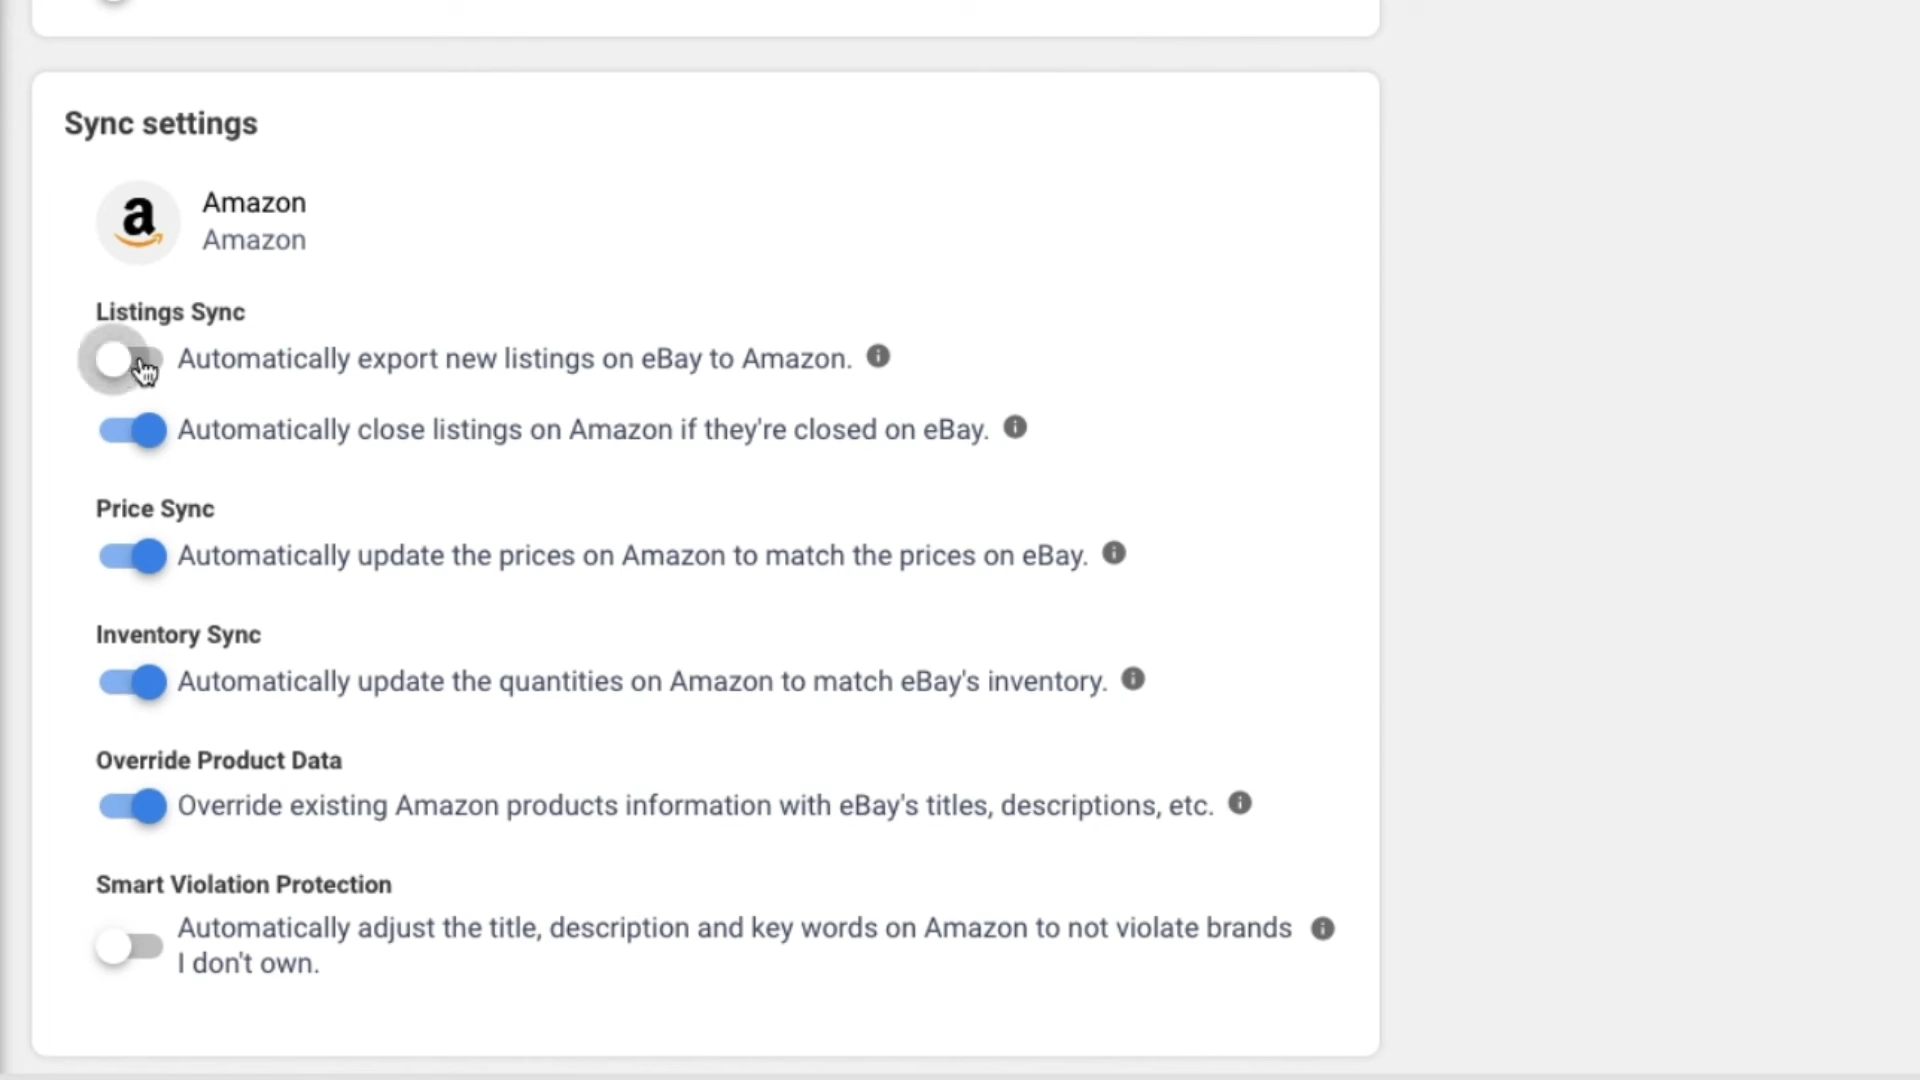 Sync settings
a
Amazon
Amazon
Listings Sync
Automatically export new listings on eBay to Amazon.
Automatically close listings on Amazon if they're closed on eBay.
Price Sync
Automatically update the prices on Amazon to match the prices on eBay.
Inventory Sync
Automatically update the quantities on Amazon to match eBay's inventory.
Override Product Data
Override existing Amazon products information with eBay's titles, descriptions, etc.
Smart Violation Protection
Automatically adjust the title, description and key words on Amazon to not violate brands
I don't own.